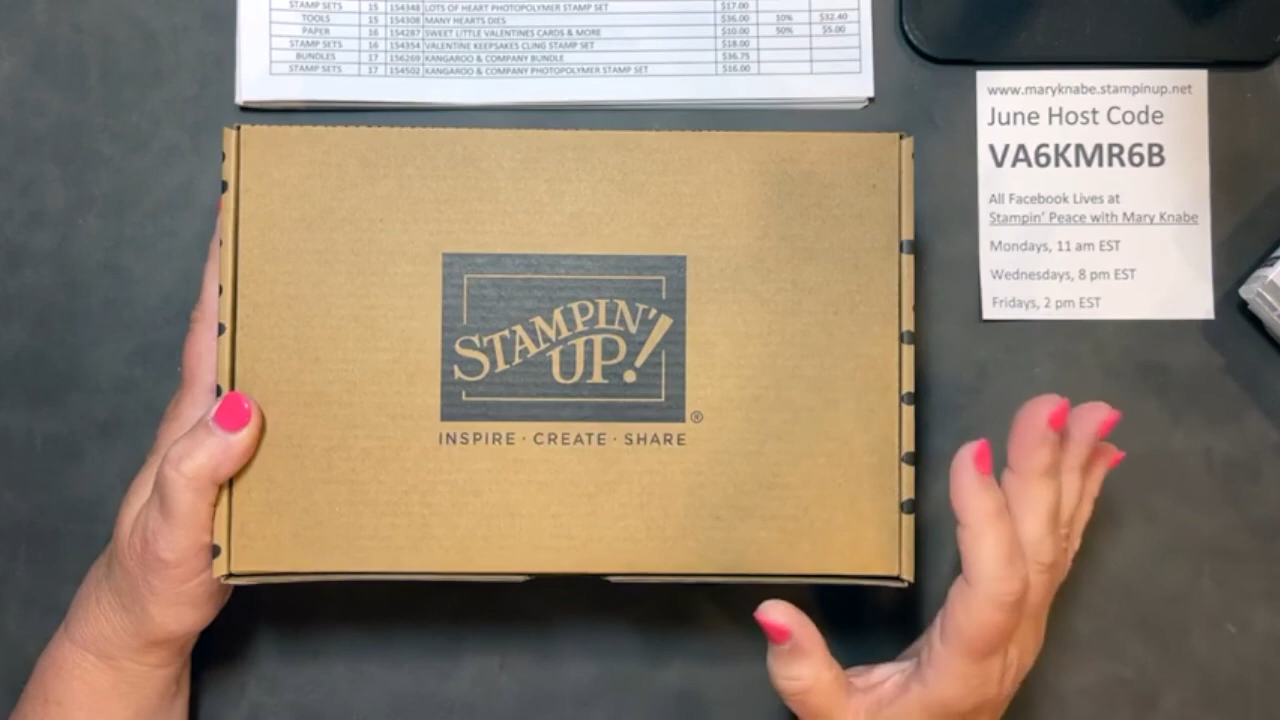 STAMP SETS 15 154348 LOTS OF HEART PHOTOPOLYMER STAMP SET $17.00
TOOLS 15 154308 MANY HEARTS DIES $36.00 10% $32.40
PAPER 16 154287 SWEET LITTLE VALENTINES CARDS & MORE $10.00 50% $5.00
STAMP SETS 16 154354 VALENTINE KEEPSAKES CLING STAMP SET $18.00
BUNDLES 17 156269 KANGAROO & COMPANY BUNDLE $36.75
STAMP SETS 17 154502 KANGAROO & COMPANY PHOTOPOLYMER STAMP SET $16.00
www.maryknabe.stampinup.net
June Host Code
VA6KMR6B
All Facebook Lives at
Stampin' Peace with Mary Knabe
Mondays, 11 am EST
Wednesdays, 8 pm EST
Fridays, 2 pm EST
STAMPIN'
UP!
®
INSPIRE · CREATE · SHARE